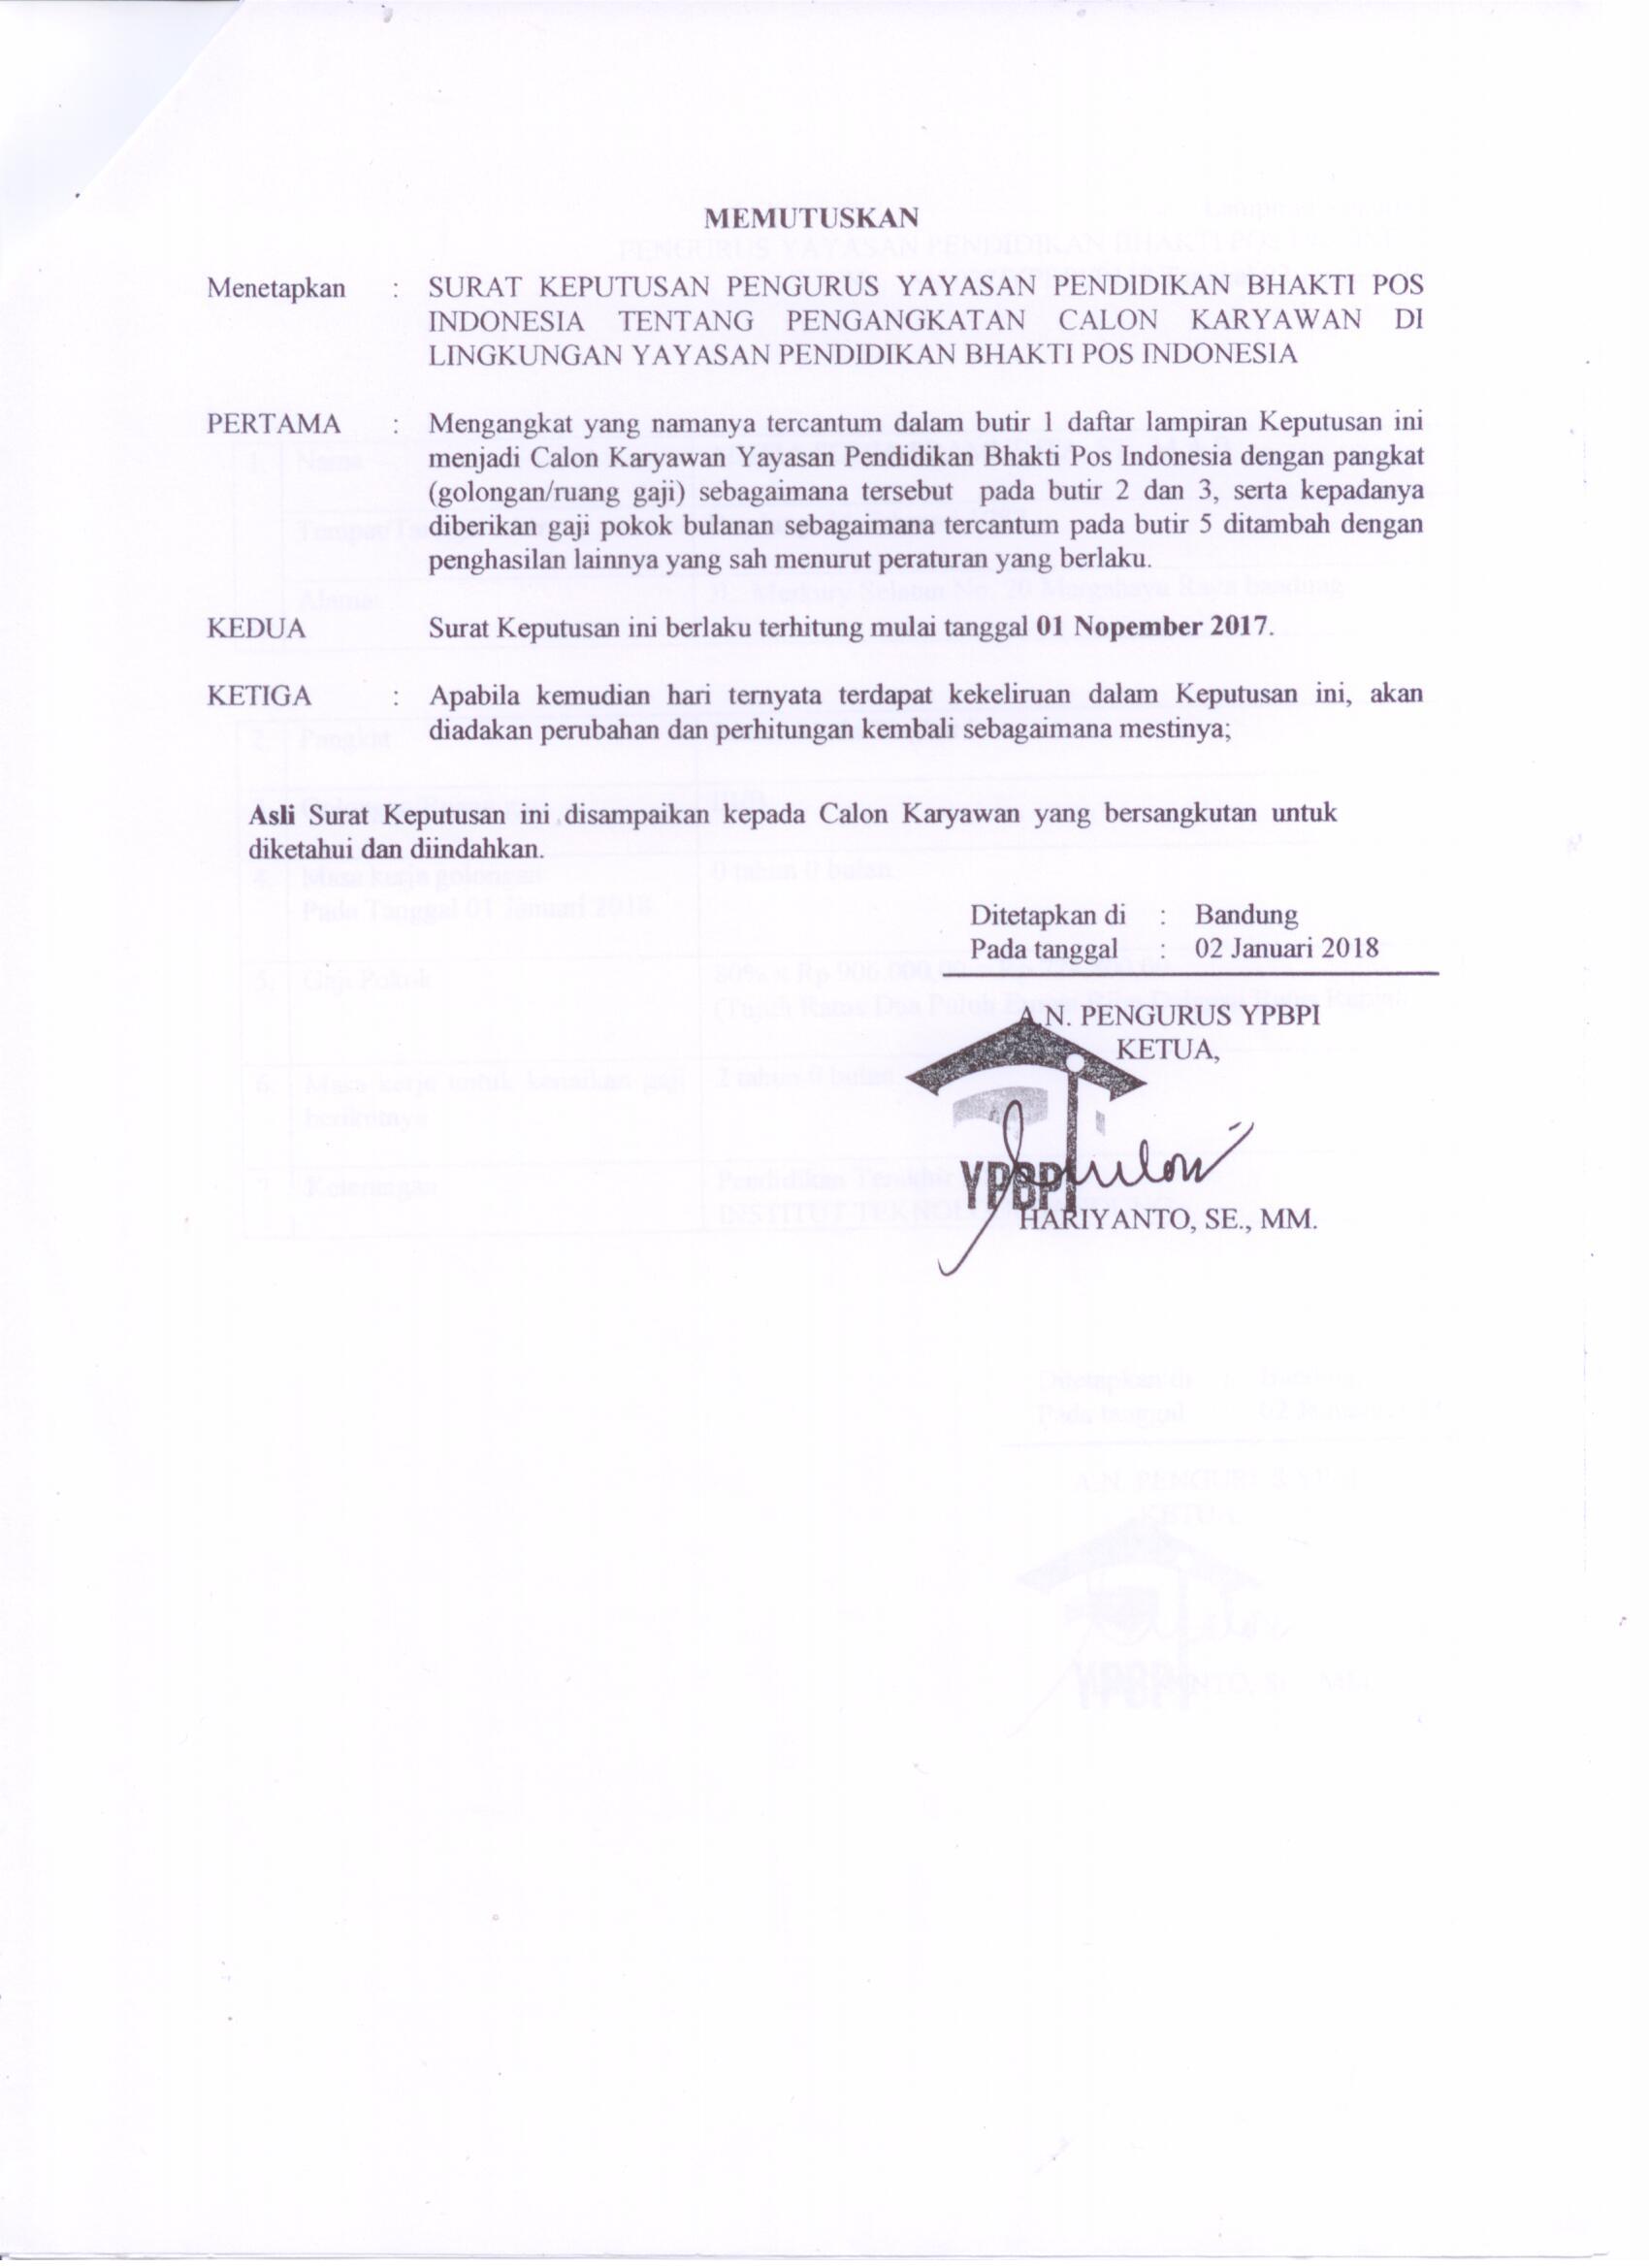 MEMUTUSKAN
Menetapkan : SURAT KEPUTUSAN PENGURUS YAYASAN PENDIDIKAN BHAKTI POS
INDONESIA TENTANG PENGANGKATAN CALON KARYAWAN DI
LINGKUNGAN YAYASAN PENDIDIKAN BHAKTI POS INDONESIA
PERTAMA : Mengangkat yang namanya tercantum dalam butir 1 daftar lampiran Keputusan ini
menjadi Calon Karyawan Yayasan Pendidikan Bhakti Pos Indonesia dengan pangkat
(golongan/ruang gaji) sebagaimana tersebut pada butir 2 dan 3, serta kepadanya
diberikan gaji pokok bulanan sebagaimana tercantum pada butir 5 ditambah dengan
penghasilan lainnya yang sah menurut peraturan yang berlaku.
KEDUA Surat Keputusan ini berlaku terhitung mulai tanggal 01 Nopember 2017.
KETIGA : Apabila kemudian hari ternyata terdapat kekeliruan dalam Keputusan ini, akan
diadakan perubahan dan perhitungan kembali sebagaimana mestinya;
Asli Surat Keputusan ini disampaikan kepada Calon Karyawan yang bersangkutan untuk
diketahui dan diindahkan.
Ditetapkan di : Bandung
Pada tanggal : 02 Januari 2018
A.N. PENGURUS YPBPI
KETUA,
YPBPI
HARIYANTO, SE., MM.